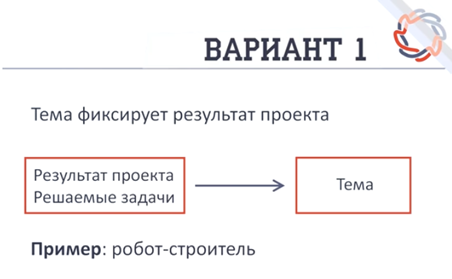 ВАРИАНТ 1
Тема фиксирует результат проекта
Результат проекта
Решаемые задачи
Тема
Пример: робот-строитель